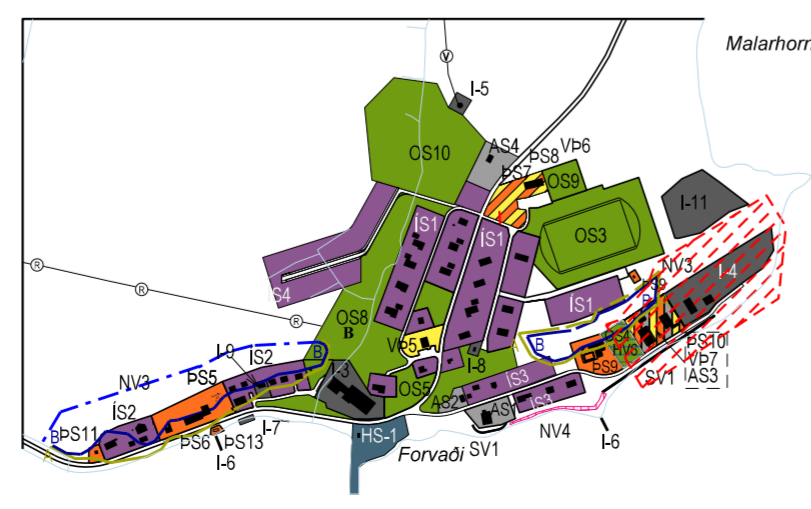 Malarhorn
V
I-5
AS4
VÞ6
ÞS8
ÞS7
OS10
OS9
I-11
OS3
ÍS1
ÍS1
NV3
I-4
R
R
R
ÍS4
ÍS1
OS8
B
VÞ5
A
B
B
I-9
ÍS2
B
I-8
ÞS9
ÞS10
VÞ7
AS3
SV1
NV3
ÞS5
I-3
OS5
ÍS3
ÍS2
AS2
AS1
ÍS3
B
ÞS11
A
ÞS6
ÞS13
I-7
I-6
HS-1
Forvaði
SV1
NV4
I-6